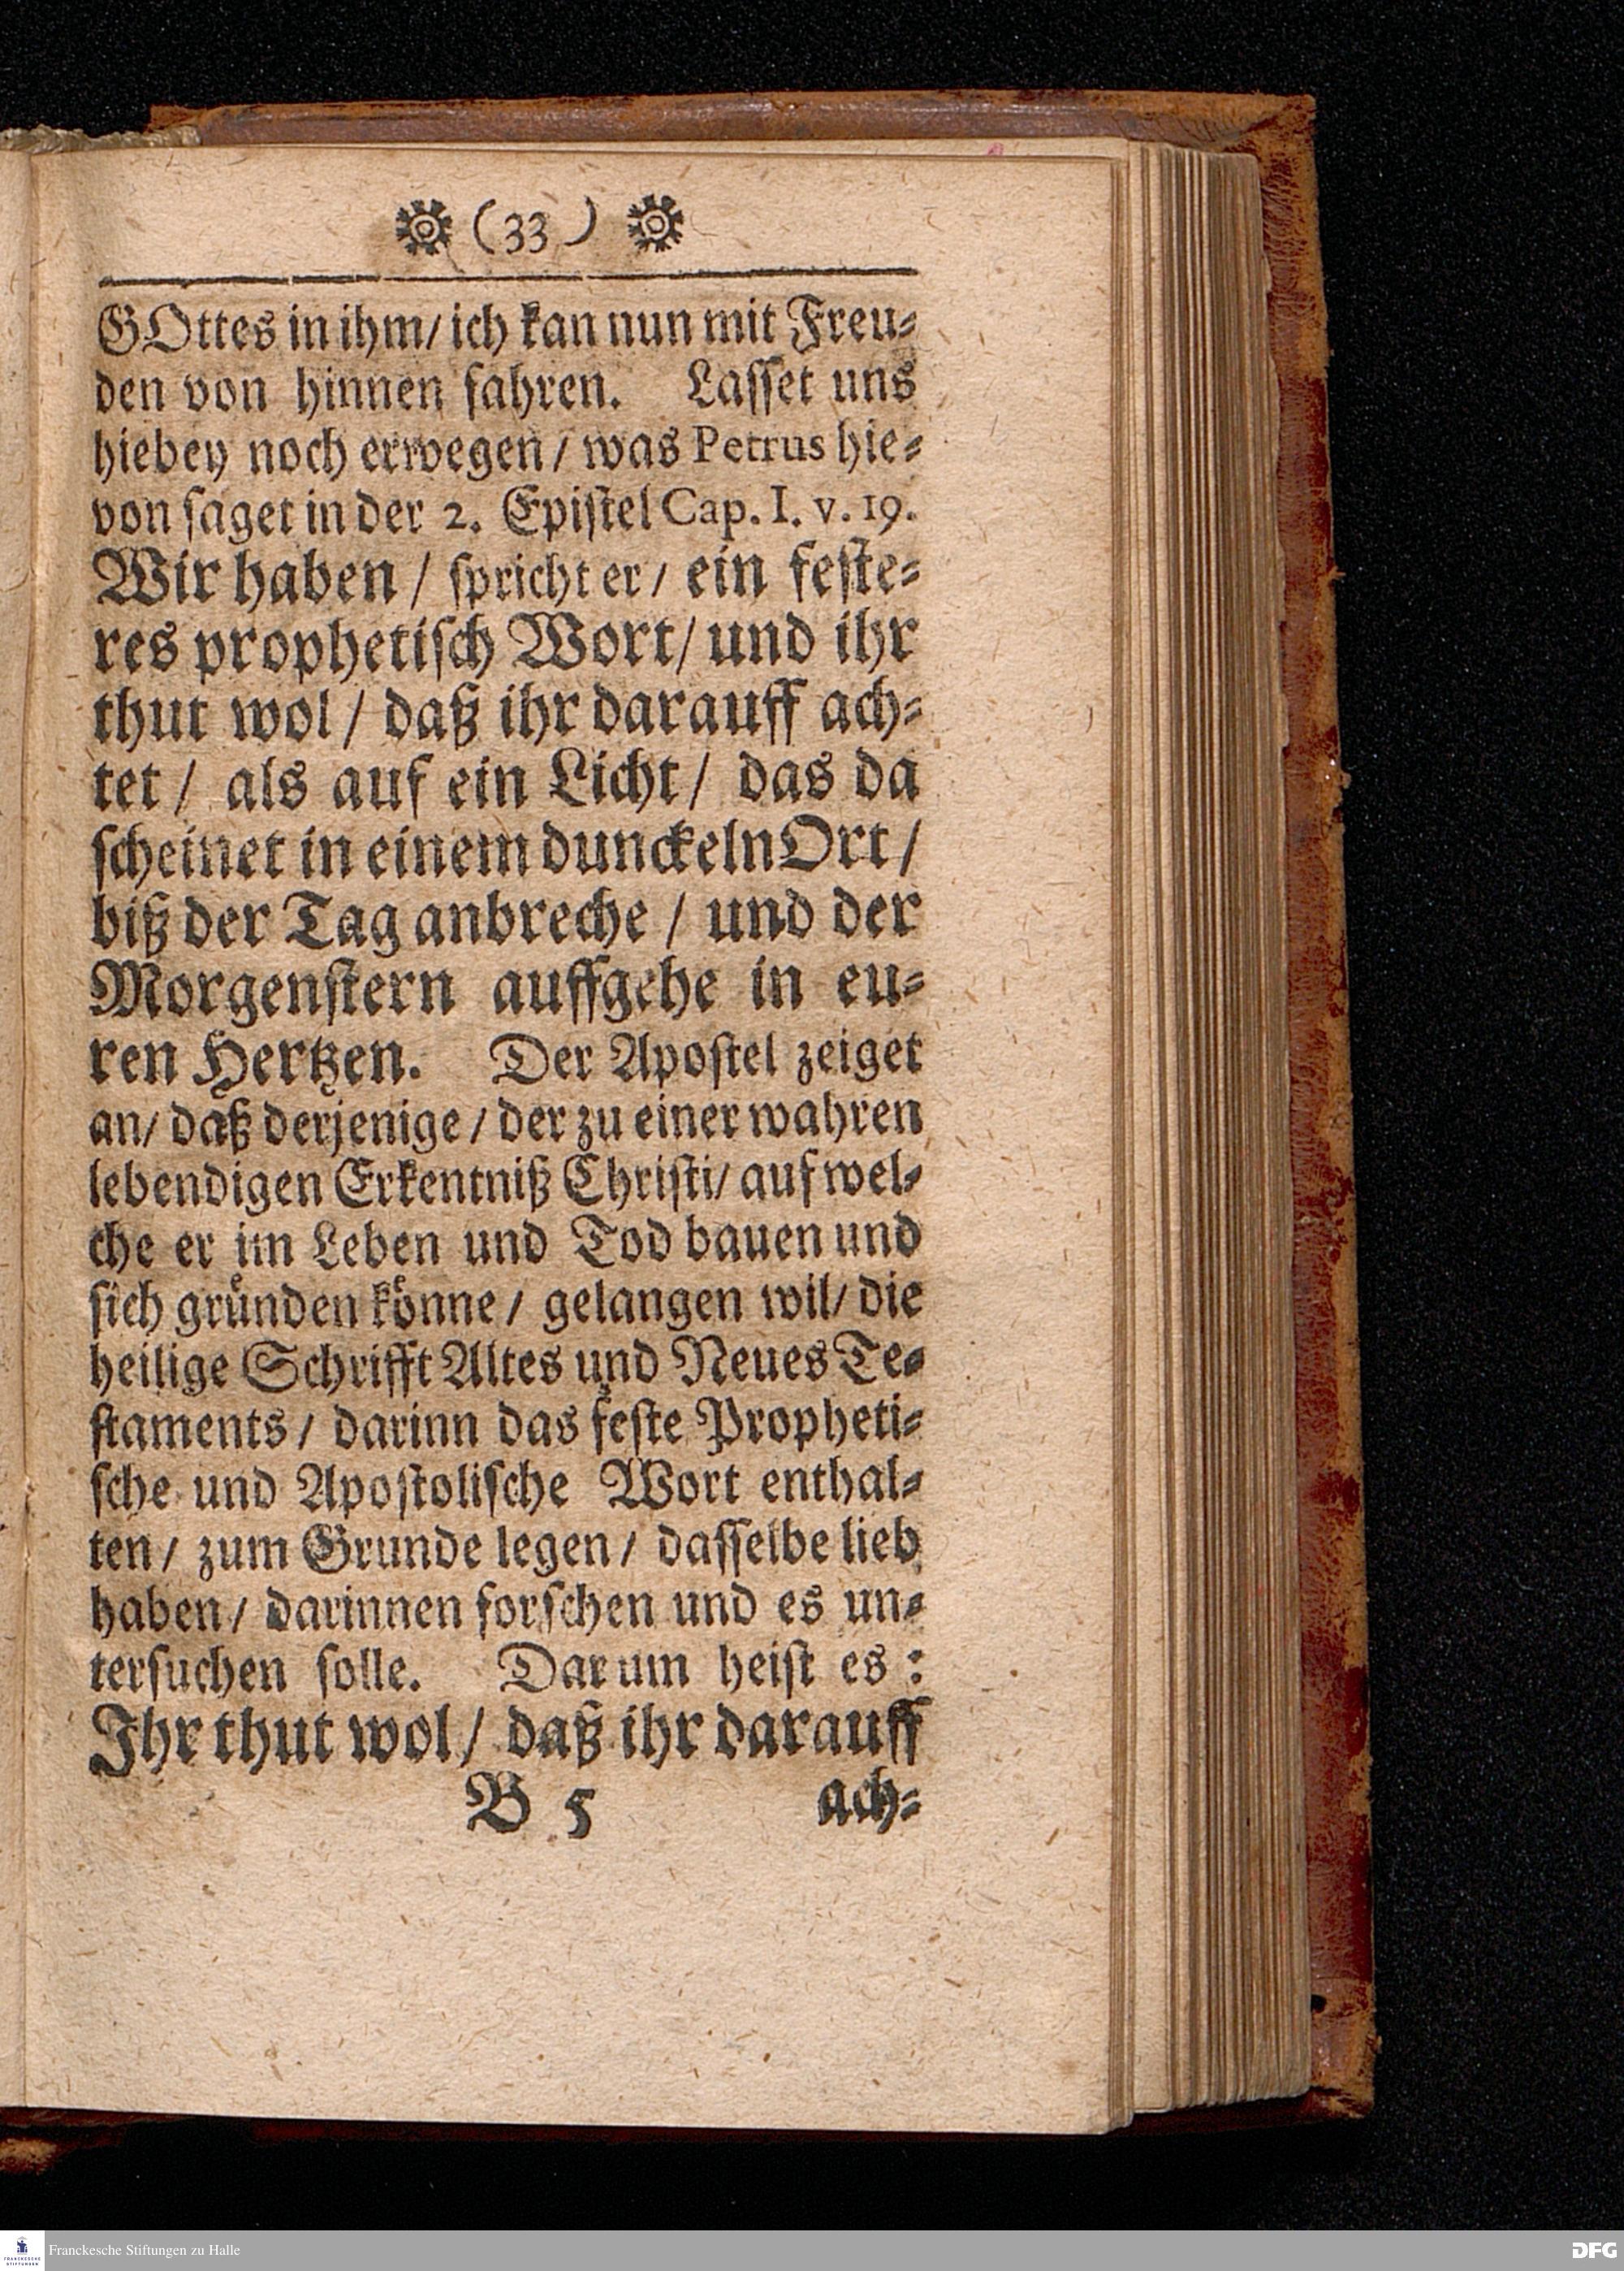 (33)
GOttes in ihm/ ich kan nun mit Freu⸗
den von hinnen fahren. Lasset uns
hiebey noch erwegen/ was Petrus hie⸗
von saget in der 2. Epistel Cap. I. v. 19.
Wir haben/ spricht er/ ein feste⸗
res prophetisch Wort/ und ihr
thut wol/ daß ihr darauff ach⸗
tet/ als auf ein Licht/ das da
scheinet in einem dunckeln Ort/
biß der Tag anbreche/ und der
Morgenstern auffgehe in eu⸗
ren Hertzen. Der Apostel zeiget
an/ daß derjenige/ der zu einer wahren
lebendigen Erkentniß Christi/ auf wel⸗
che er im Leben und Tod bauen und
sich gründen könne/ gelangen wil/ die
heilige Schrifft Altes und Neues Te⸗
staments/ darinn das feste Propheti⸗
sche und Apostolische Wort enthal⸗
ten/ zum Grunde legen/ dasselbe lieb
haben/ darinnen forschen und es un⸗
tersuchen solle. Darum heist es:
Ihr thut wol/ daß ihr darauff
B 5 ach⸗
FRANCKESCHE
STIFTUNGEN
Franckesche Stiftungen zu Halle
DFG